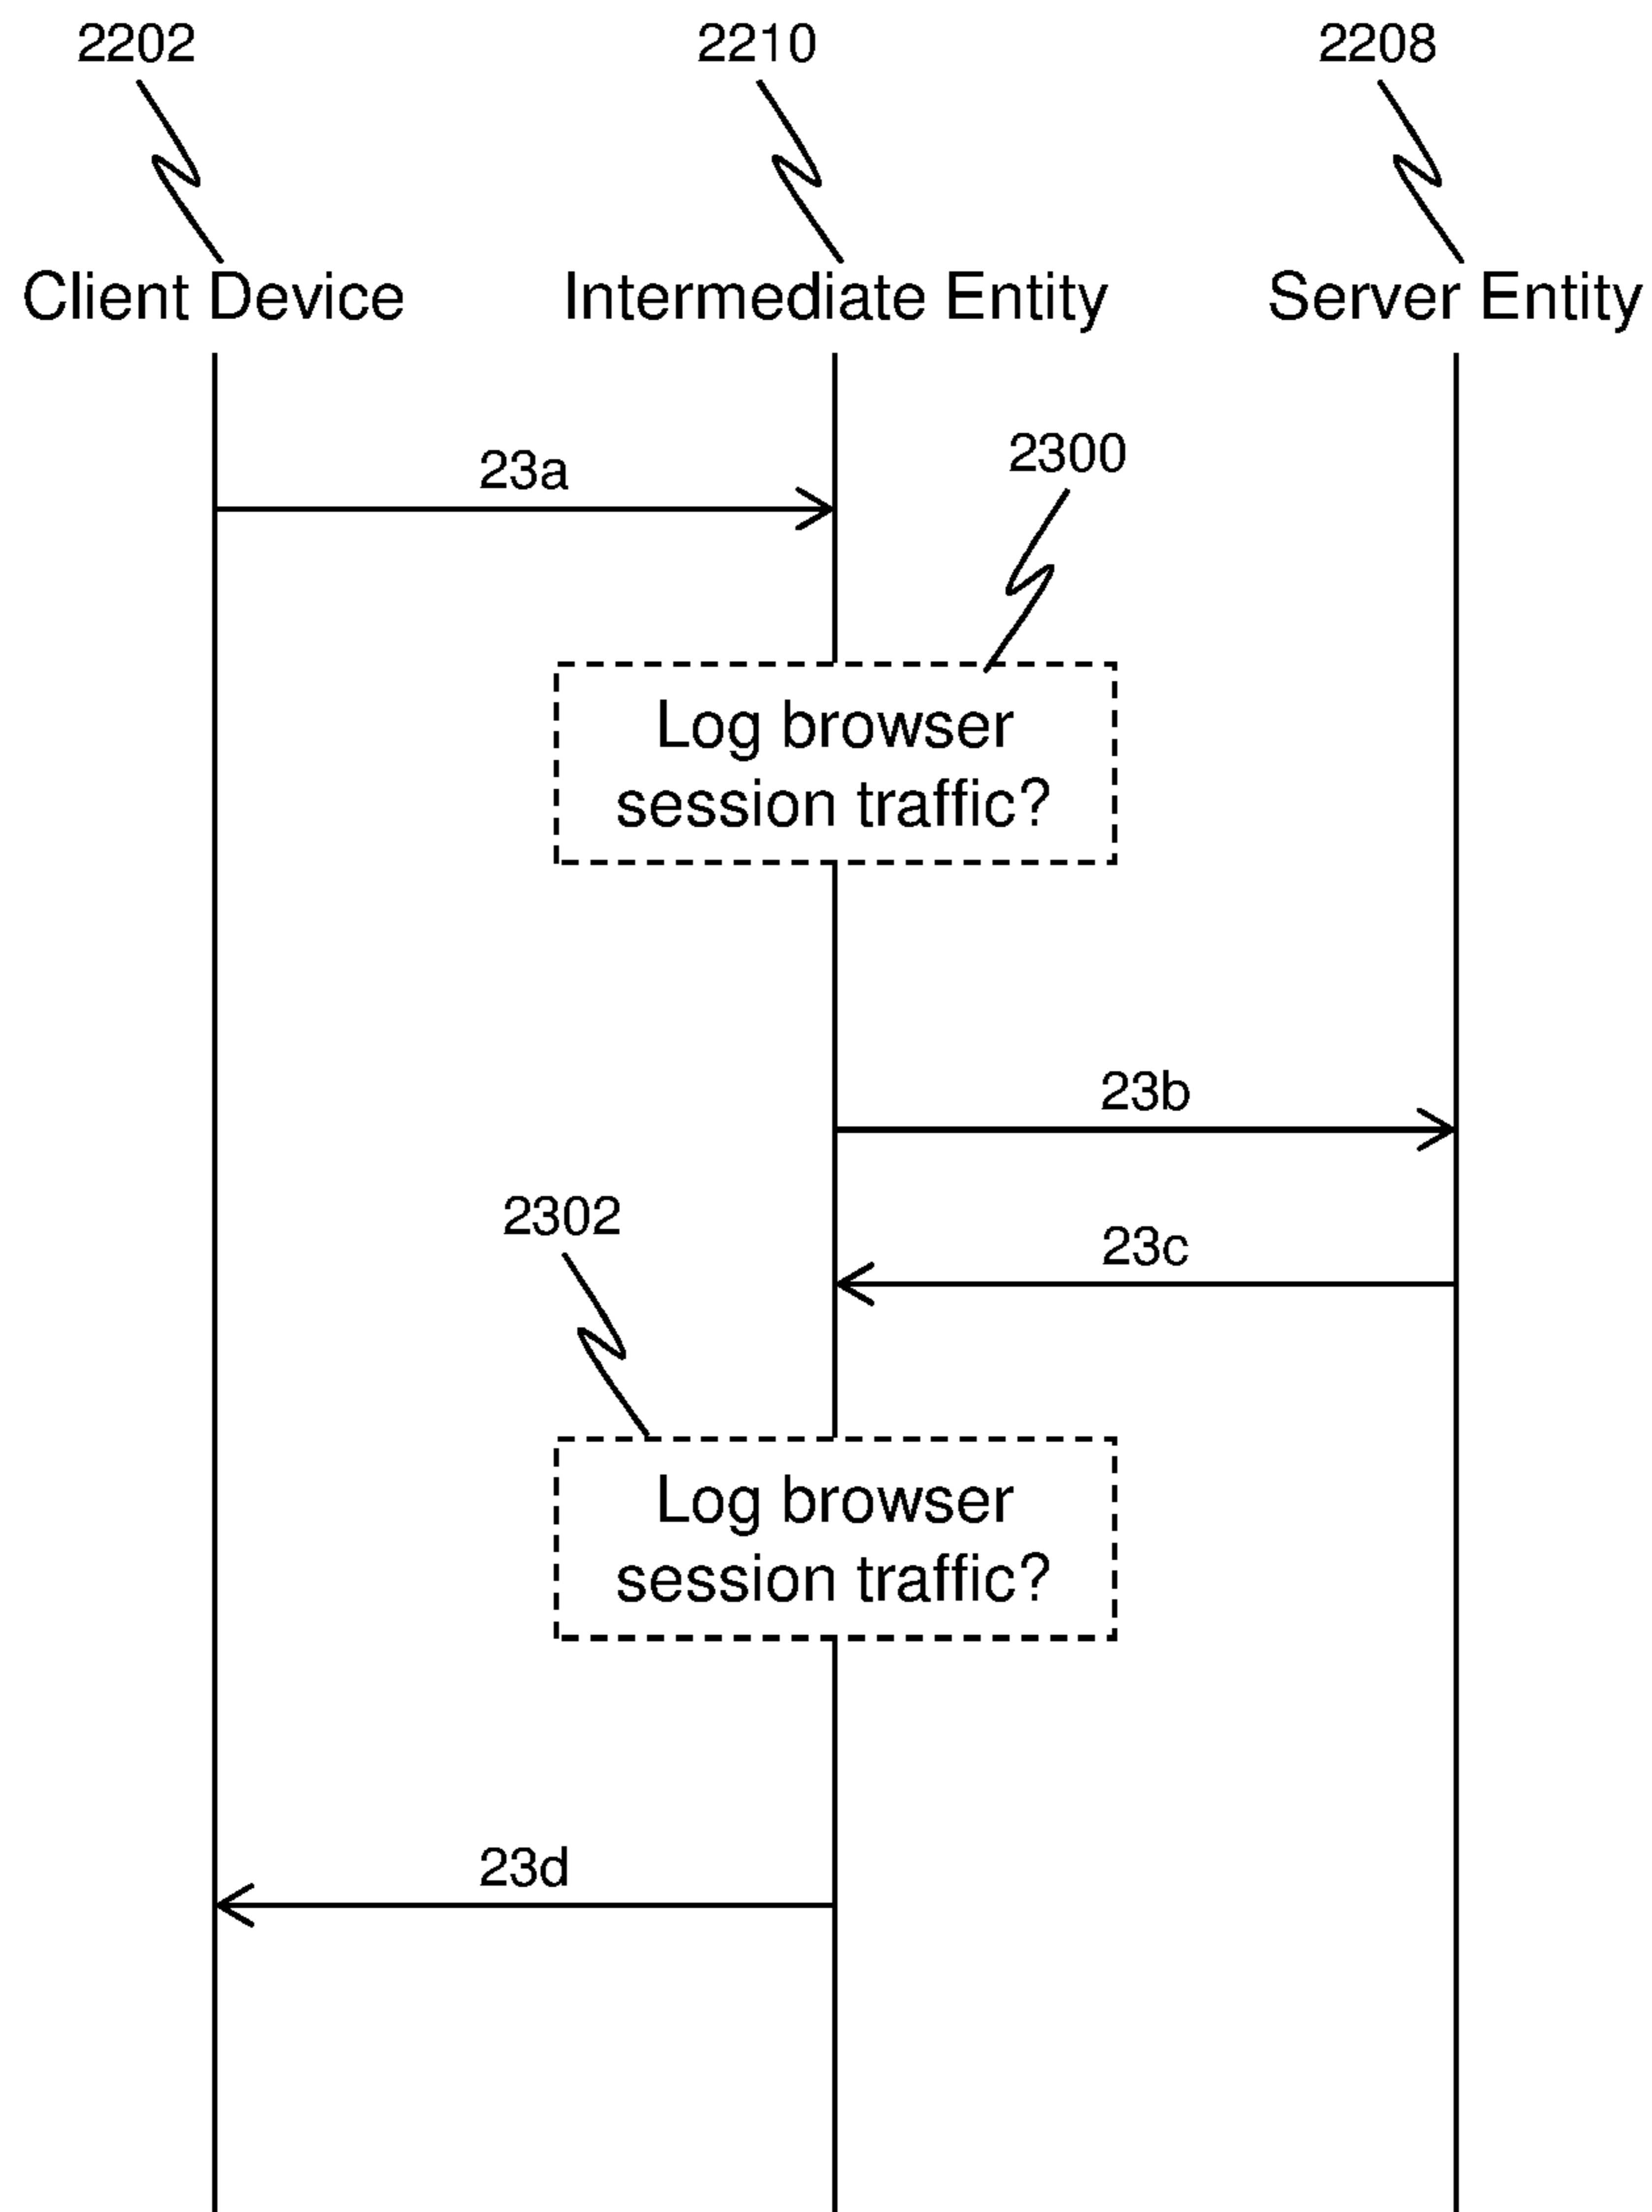 2202
2210
2208
Client Device
Intermediate Entity
Server Entity
23a
2300
Log browser
session traffic?
23b
2302
23c
Log browser
session traffic?
23d